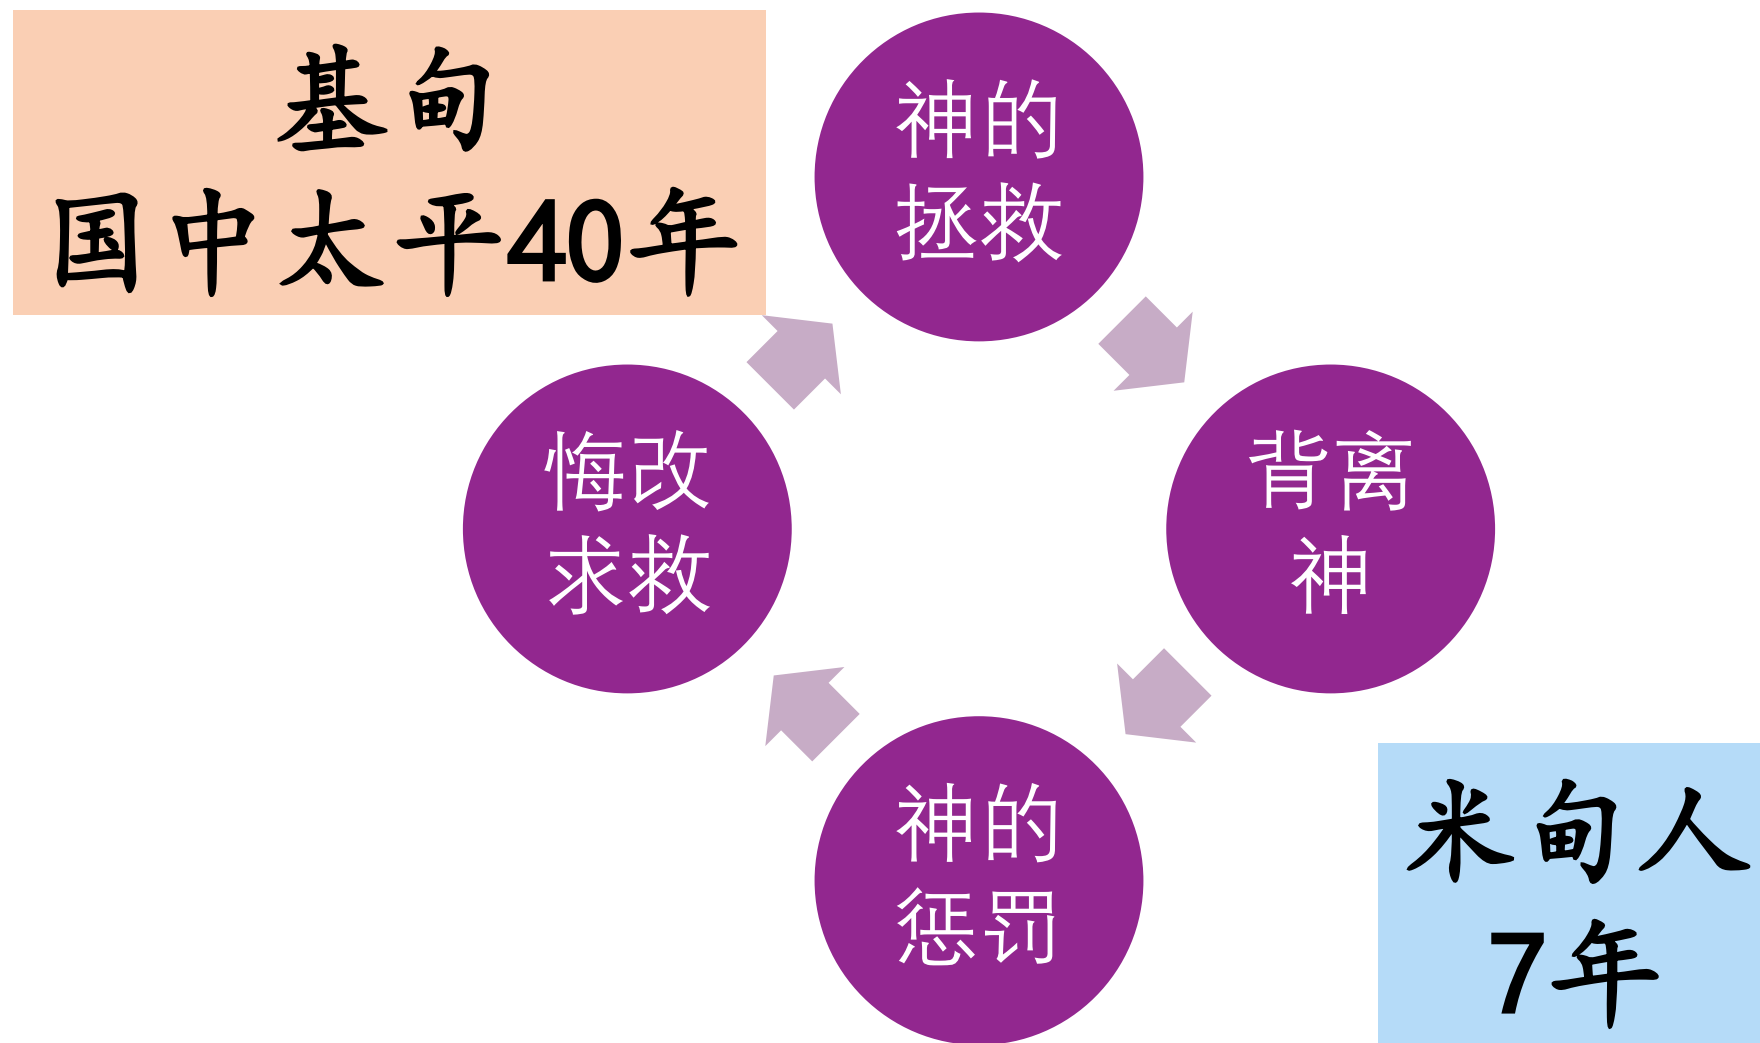 基甸
国中太平40年
神的
拯救
背离
神
神的
惩罚
悔改
求救
米甸人
7年